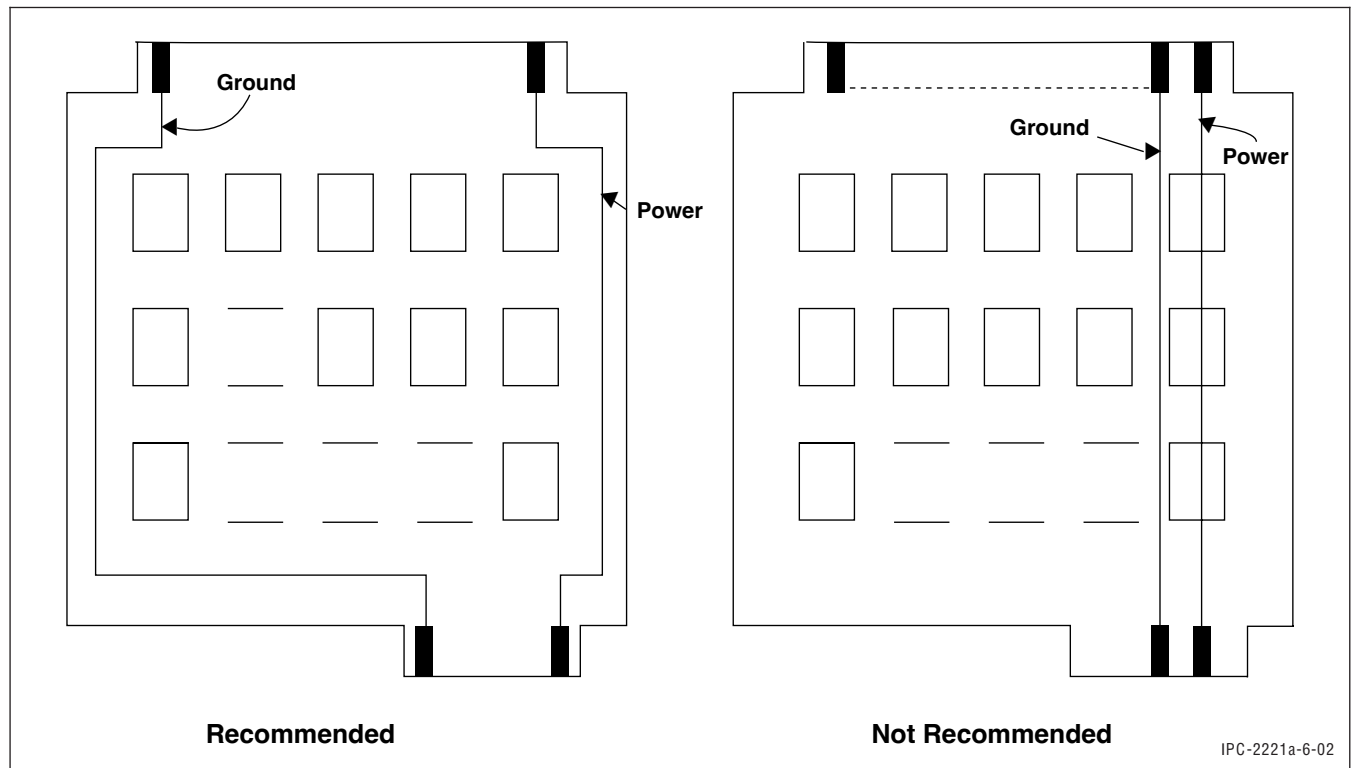 Ground
Power
Recommended
Ground
Power
Not Recommended
IPC-2221a-6-02